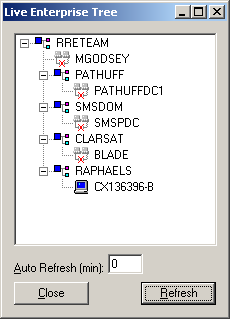 Live Enterprise Tree
RRETEAM
MGODSEY
PATHUFF
PATHUFFDC1
SMSDOM
SMSPDC
CLARSAT
BLADE
RAPHAELS
CX136396-B
Auto Refresh (min): 0
Close Refresh